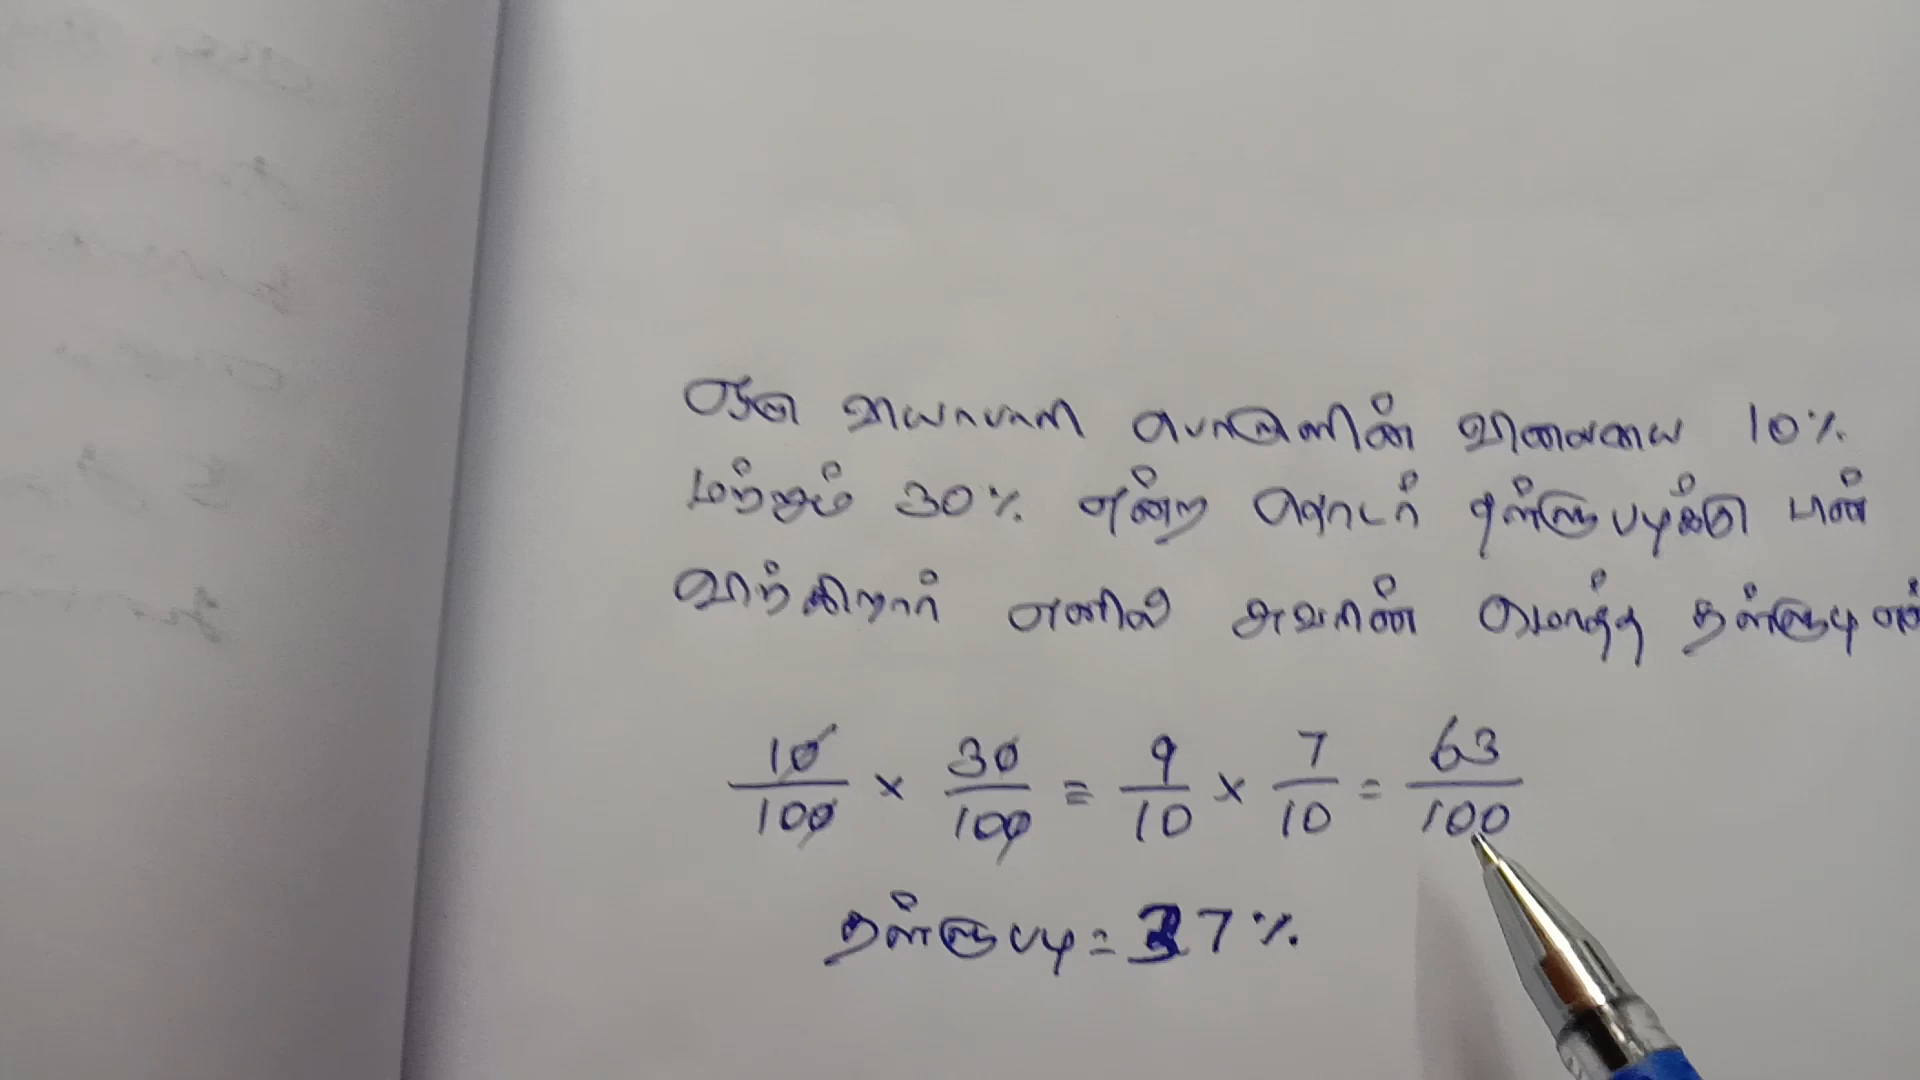 ஒரு வியாபாரி பொருளின் விலையை 10%
மற்றும் 30% என்ற தொடர் தள்ளுபடிக்கு பின்
விற்கிறார் எனில் அவரின் மொத்த தள்ளுபடி என்
10/100 × 30/100 = 9/10 × 7/10 = 63/100
தள்ளுபடி = 37%